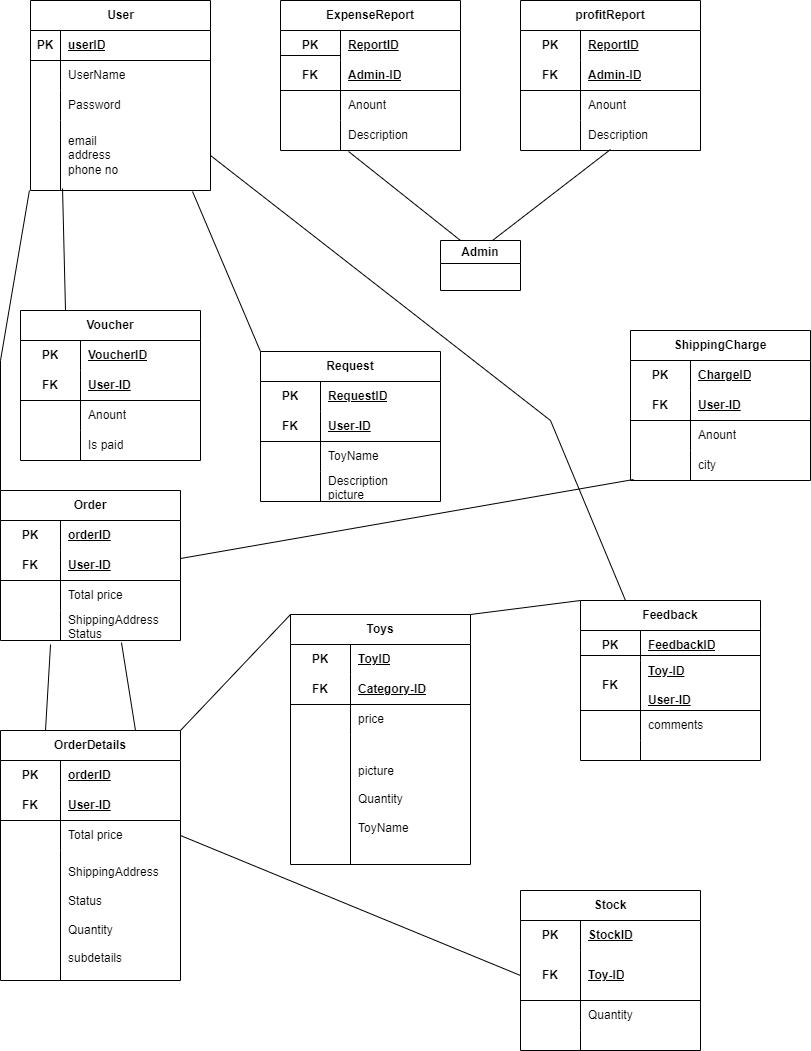 User
PK userID
UserName
Password
email
address
phone no
ExpenseReport
PK ReportID
FK Admin-ID
Anount
Description
profitReport
PK ReportID
FK Admin-ID
Anount
Description
Admin
Voucher
PK VoucherID
FK User-ID
Anount
Is paid
Request
PK RequestID
FK User-ID
ToyName
Description
picture
ShippingCharge
PK ChargeID
FK User-ID
Anount
city
Order
PK orderID
FK User-ID
Total price
ShippingAddress
Status
Toys
PK ToyID
FK Category-ID
price
picture
Quantity
ToyName
Feedback
PK FeedbackID
FK Toy-ID
User-ID
comments
OrderDetails
PK orderID
FK User-ID
Total price
ShippingAddress
Status
Quantity
subdetails
Stock
PK StockID
FK Toy-ID
Quantity